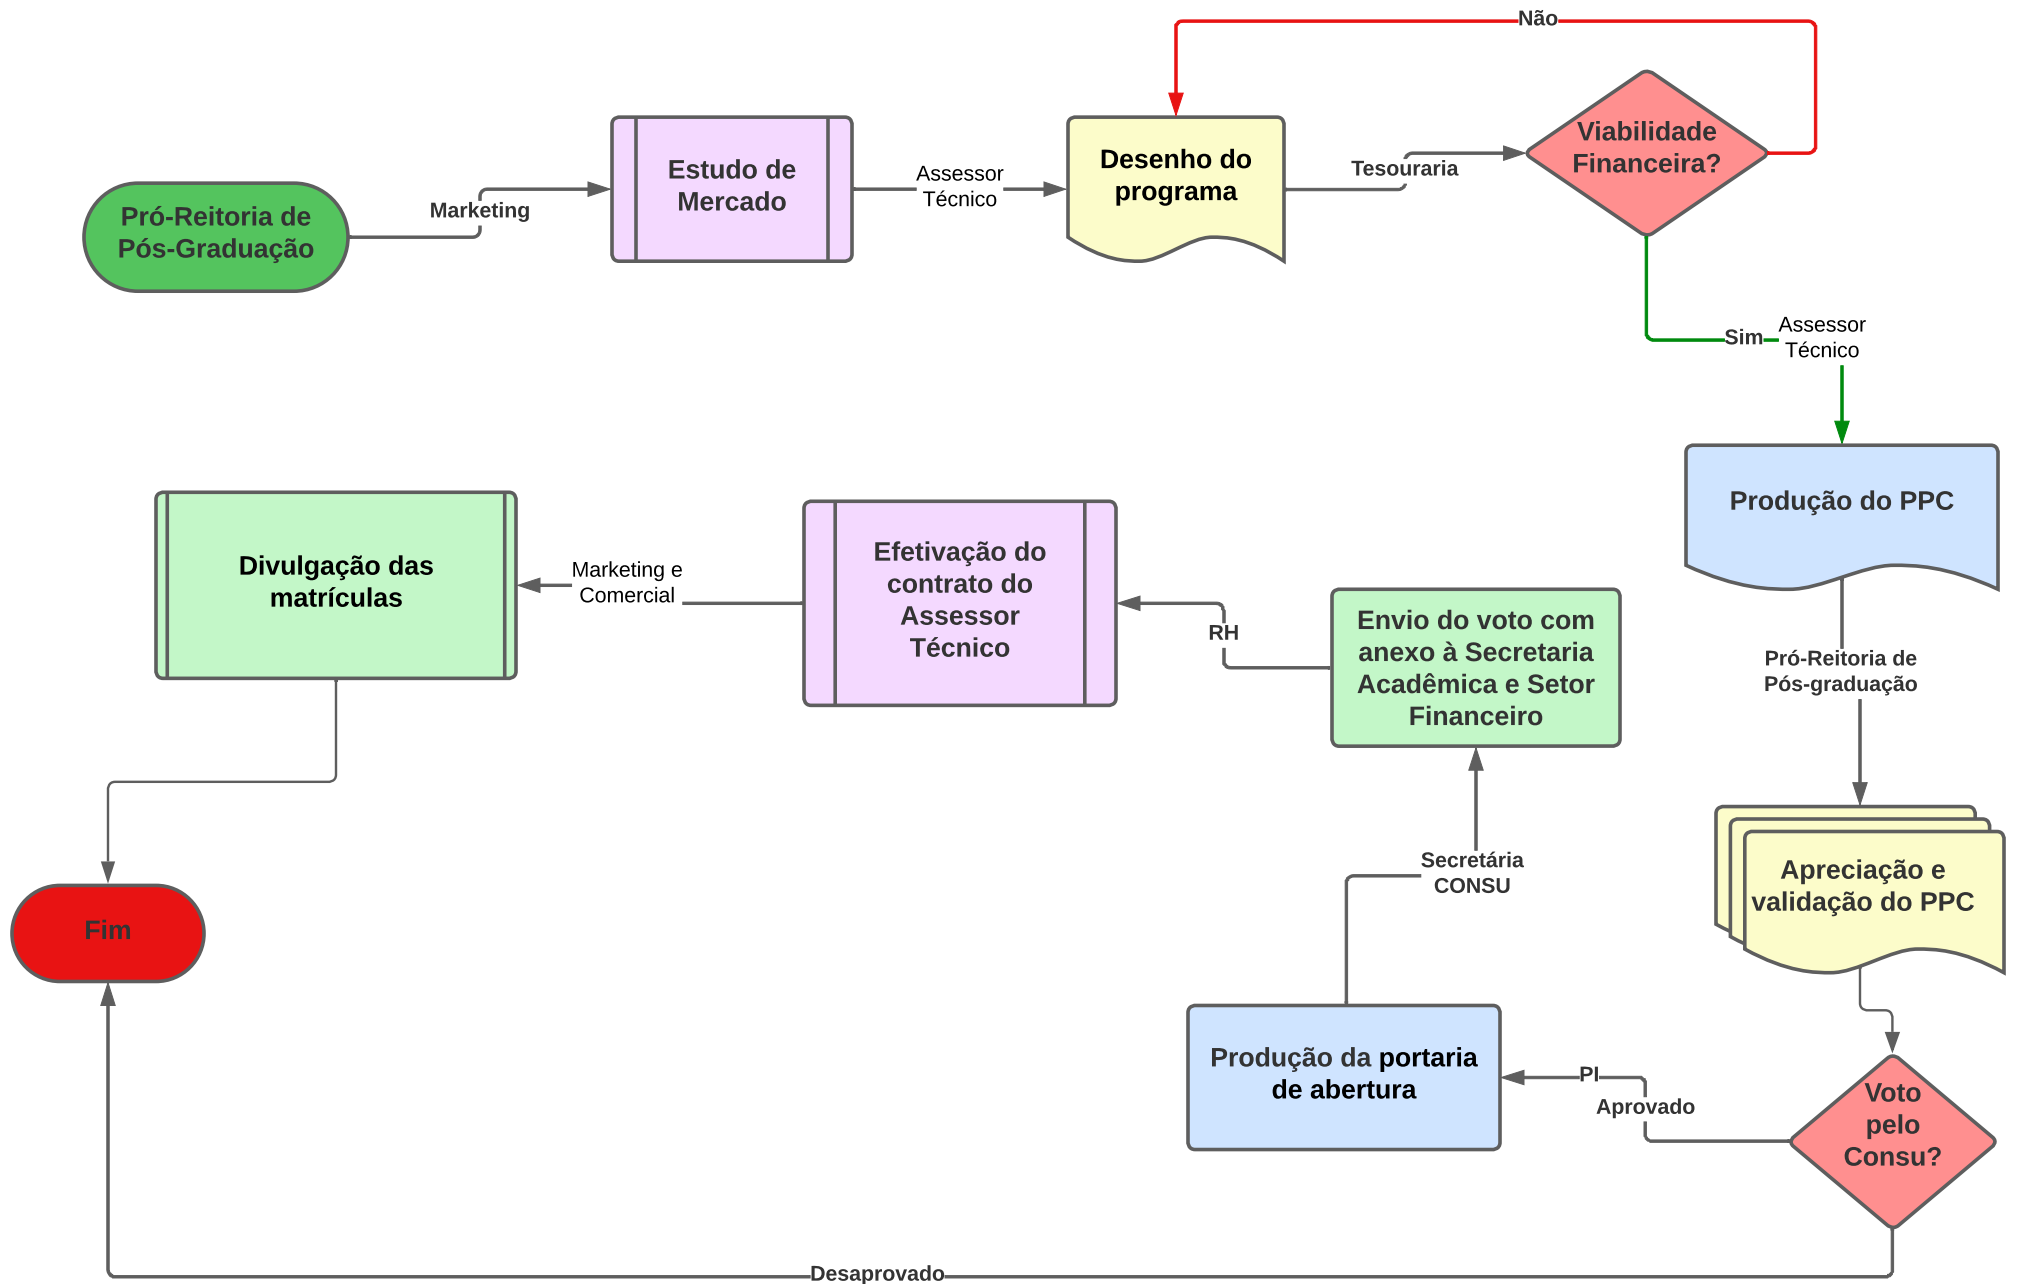 Não
Pró-Reitoria de
Pós-Graduação
Marketing
Estudo de
Mercado
Assessor
Técnico
Desenho do
programa
Tesouraria
Viabilidade
Financeira?
Sim
Assessor
Técnico
Produção do PPC
Pró-Reitoria de
Pós-graduação
Apreciação e
validação do PPC
Voto
pelo
Consu?
PI
Aprovado
Produção da portaria
de abertura
Secretária
CONSU
Envio do voto com
anexo à Secretaria
Acadêmica e Setor
Financeiro
RH
Efetivação do
contrato do
Assessor
Técnico
Marketing e
Comercial
Divulgação das
matrículas
Fim
Desaprovado